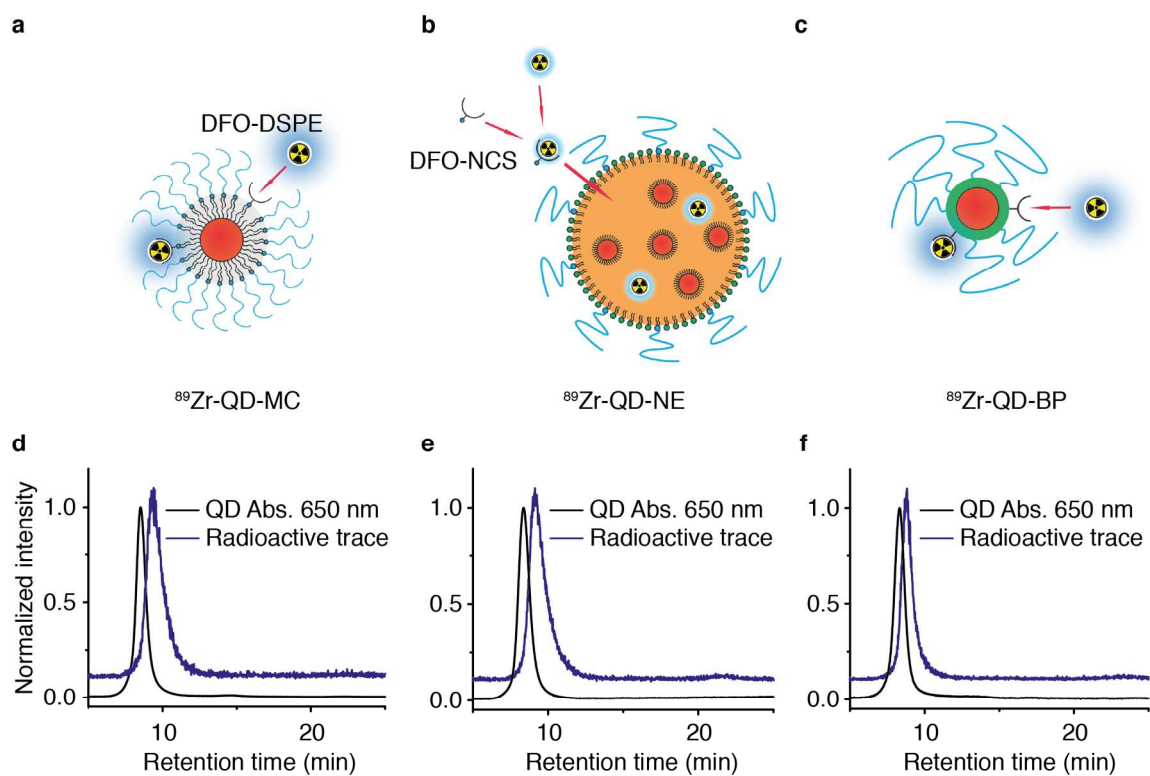 a
b
c
DFO-DSPE
DFO-NCS
⁸⁹Zr-QD-MC
⁸⁹Zr-QD-NE
⁸⁹Zr-QD-BP
d
e
f
Normalized intensity
1.0
0.5
0.0
QD Abs. 650 nm
Radioactive trace
10
20
Retention time (min)
1.0
0.5
0.0
QD Abs. 650 nm
Radioactive trace
10
20
Retention time (min)
1.0
0.5
0.0
QD Abs. 650 nm
Radioactive trace
10
20
Retention time (min)